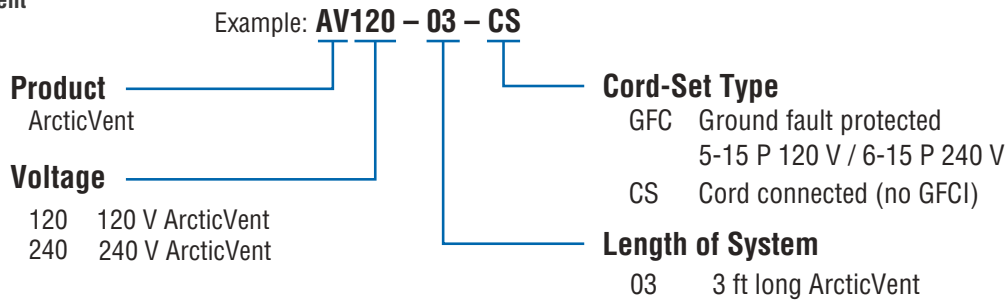 Example: AV120 – 03 – CS
Product
ArcticVent
Voltage
120 120 V ArcticVent
240 240 V ArcticVent
Cord-Set Type
GFC Ground fault protected
5-15 P 120 V / 6-15 P 240 V
CS Cord connected (no GFCI)
Length of System
03 3 ft long ArcticVent